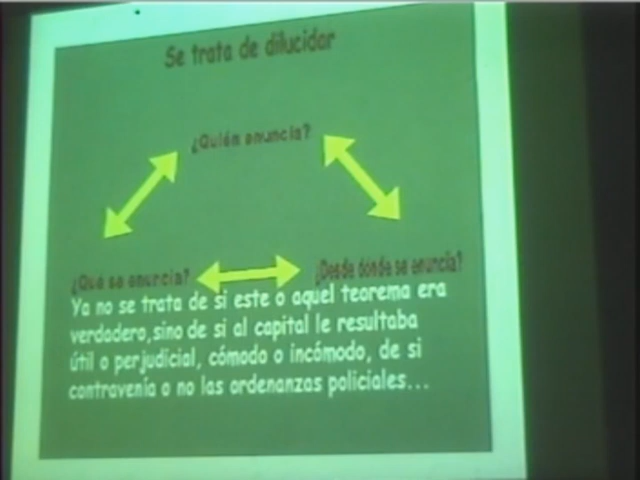 Se trata de dilucidar
¿Quién enuncia?
¿Qué se enuncia? ¿Desde dónde se enuncia?
Ya no se trata de si este o aquel teorema era
verdadero,sino de si al capital le resultaba
útil o perjudicial, cómodo o incómodo, de si
contravenía o no las ordenanzas policiales...